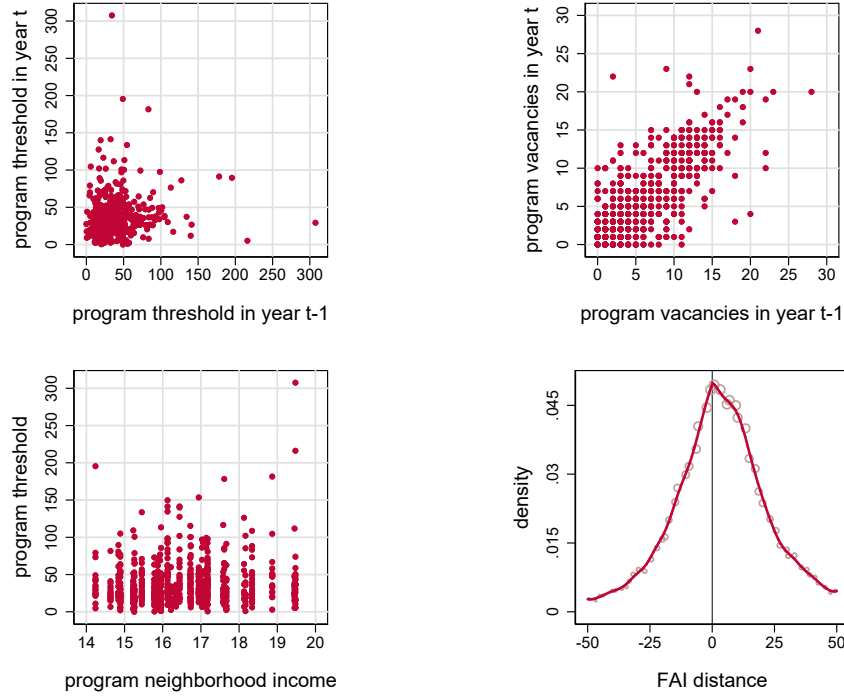 program threshold in year t
300
250
200
150
100
50
0
0 50 100 150 200 250 300
program threshold in year t-1
program vacancies in year t
30
25
20
15
10
5
0
0 5 10 15 20 25 30
program vacancies in year t-1
program threshold
300
250
200
150
100
50
0
14 15 16 17 18 19 20
program neighborhood income
density
.045
.03
.015
0
-50 -25 0 25 50
FAI distance